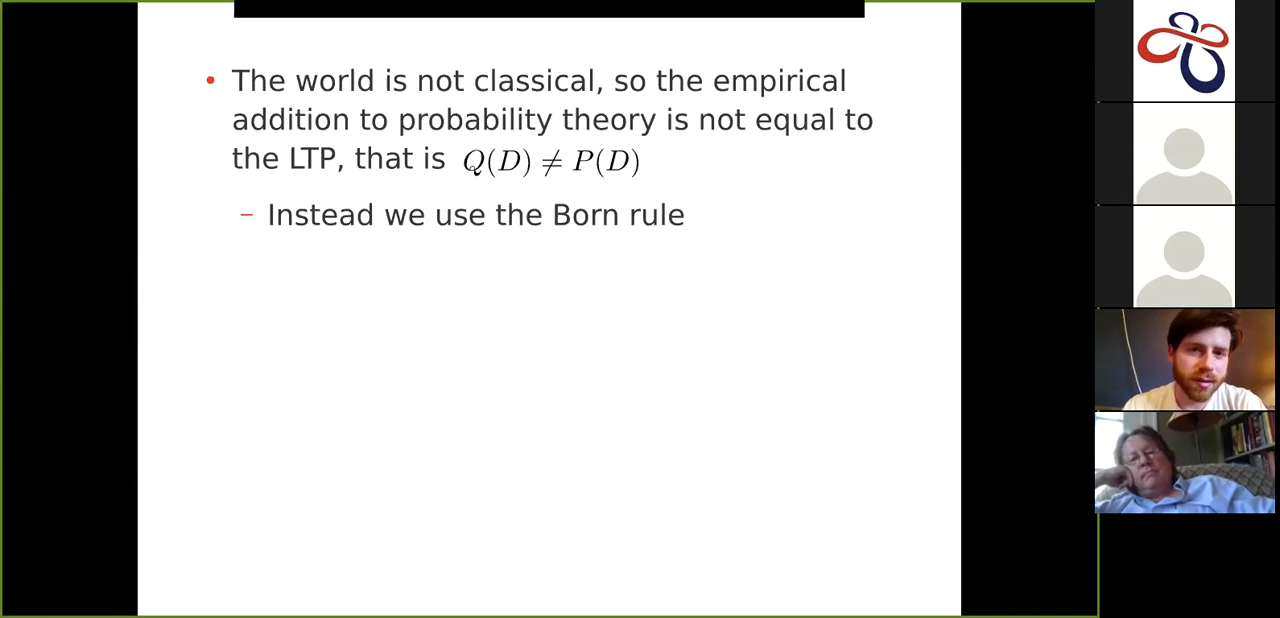 • The world is not classical, so the empirical
addition to probability theory is not equal to
the LTP, that is Q(D) ≠ P(D)
– Instead we use the Born rule